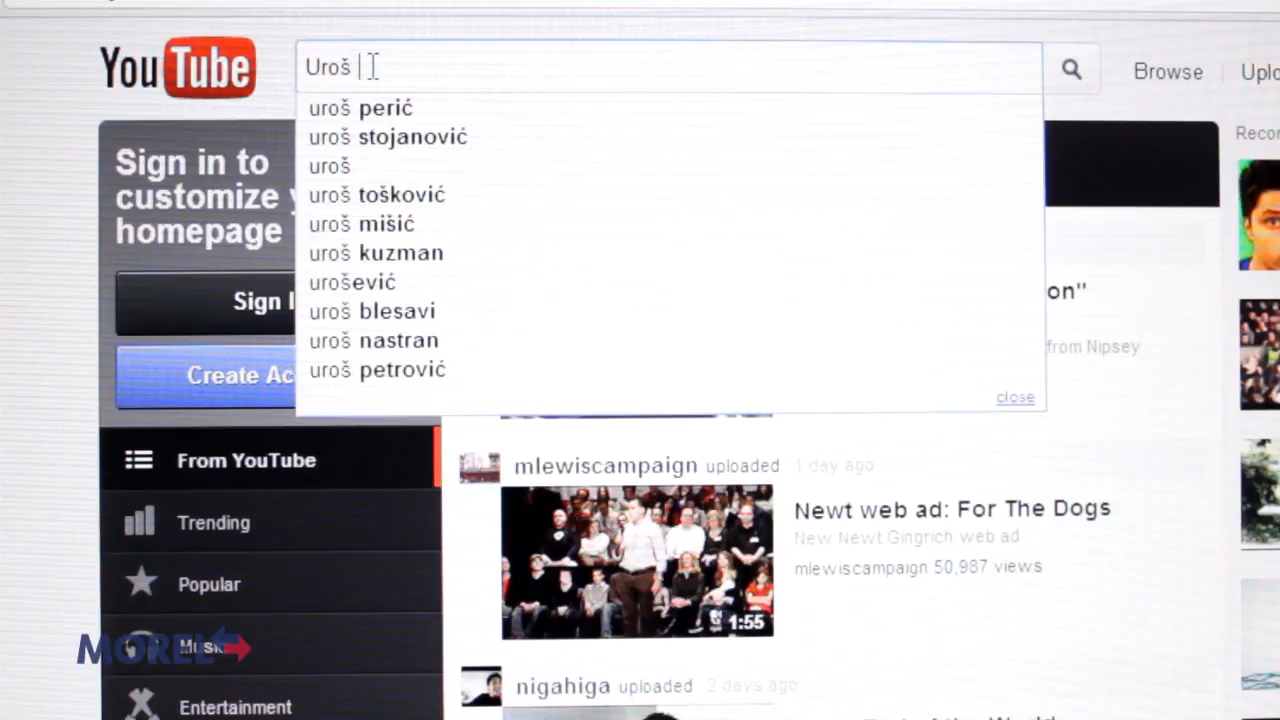 YouTube
Uroš
Browse
uroš perić
uroš stojanović
uroš
uroš tošković
uroš mišić
uroš kuzman
urošević
uroš blesavi
uroš nastran
uroš petrović
close
Sign in to
customize
homepage
Sign I
Create Ac
From YouTube
Trending
Popular
Music
Entertainment
on"
from Nipsey
mlewiscampaign uploaded 1 day ago
Newt web ad: For The Dogs
New Newt Gingrich web ad
mlewiscampaign 50,987 views
1:55
nigahiga uploaded 2 days ago
MOREL